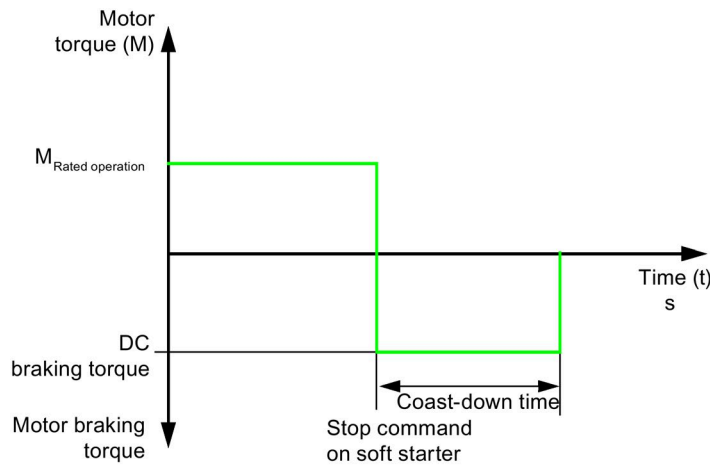 Motor
torque (M)
M Rated operation
Time (t)
s
DC
braking torque
Coast-down time
Motor braking
torque
Stop command
on soft starter